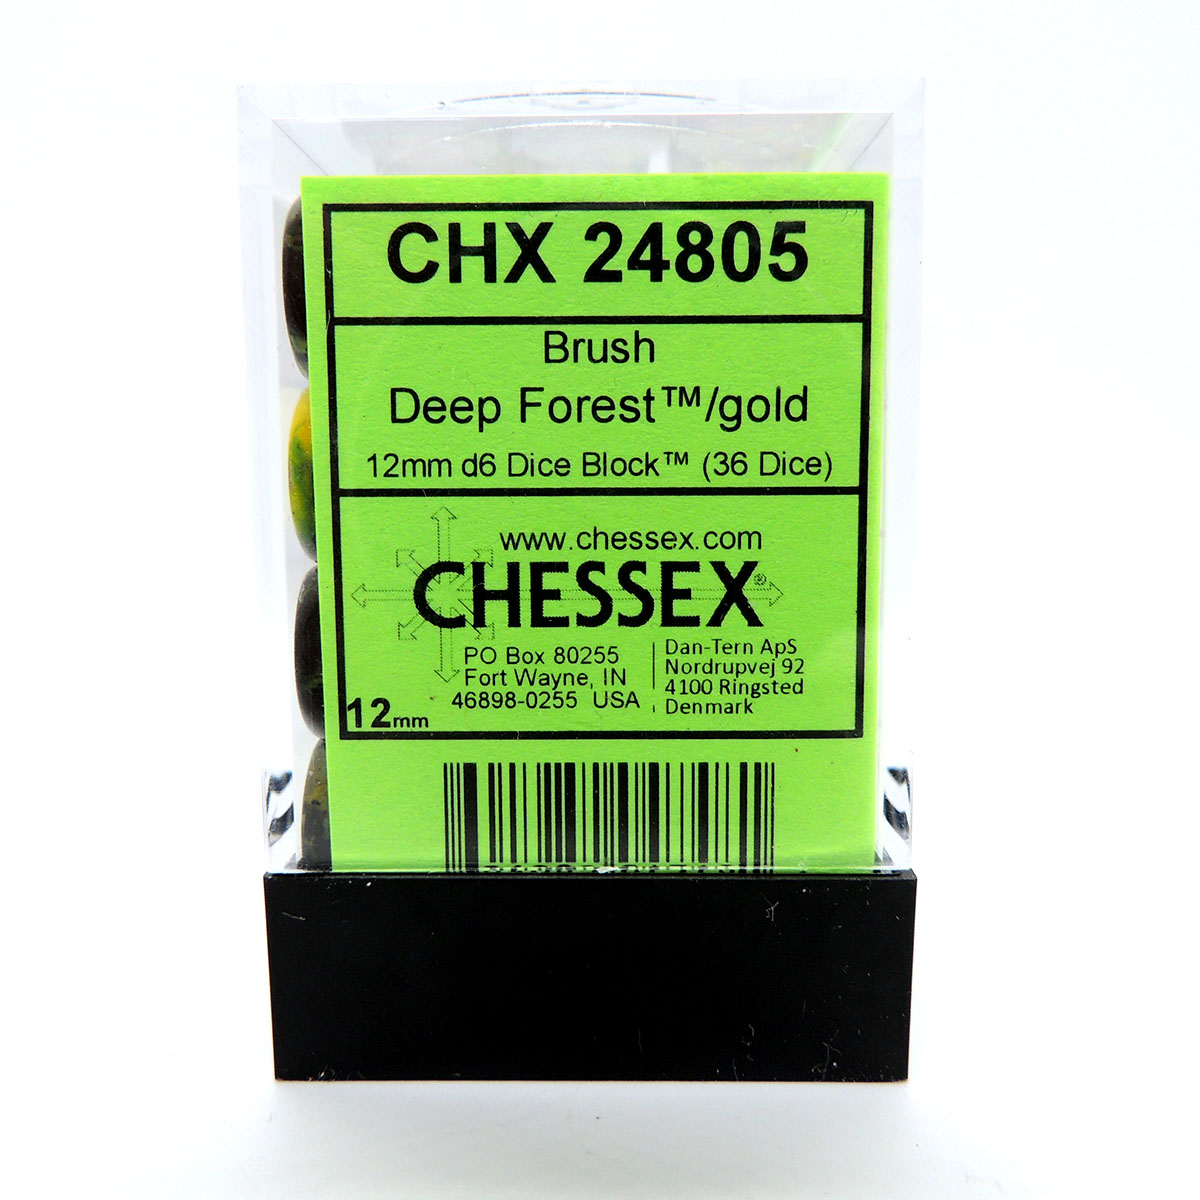 CHX 24805
Brush
Deep Forest™/gold
12mm d6 Dice Block™ (36 Dice)
www.chessex.com
CHESSEX®
PO Box 80255
Fort Wayne, IN
46898-0255 USA
Dan-Tern ApS
Nordrupvej 92
4100 Ringsted
Denmark
12mm